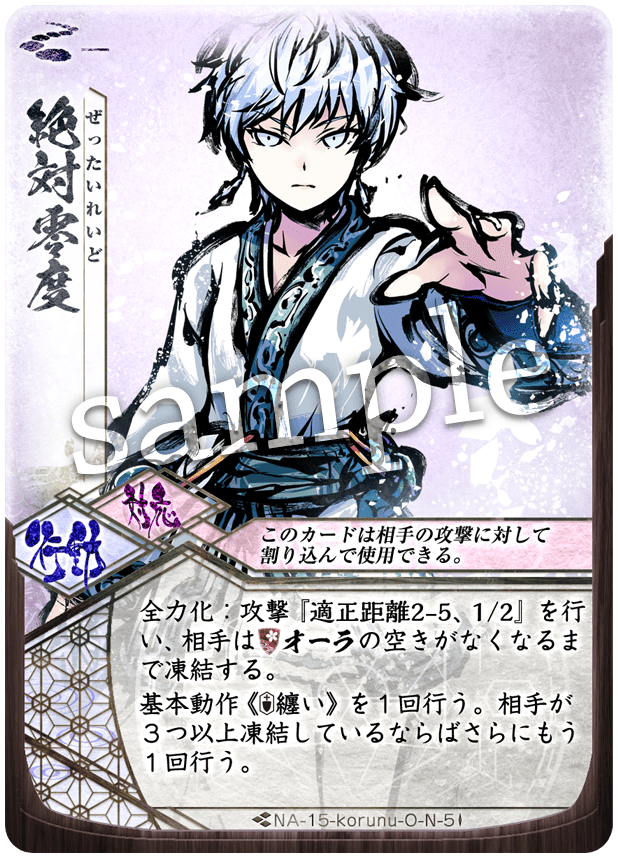 絶対零度
ぜったいれいど
sample
対応
行動
このカードは相手の攻撃に対して
割り込んで使用できる。
全力化：攻撃『適正距離2-5、1/2』を行
い、相手はオーラの空きがなくなるま
で凍結する。
基本動作《纏い》を１回行う。相手が
３つ以上凍結しているならばさらにもう
１回行う。
NA-15-korunu-O-N-5